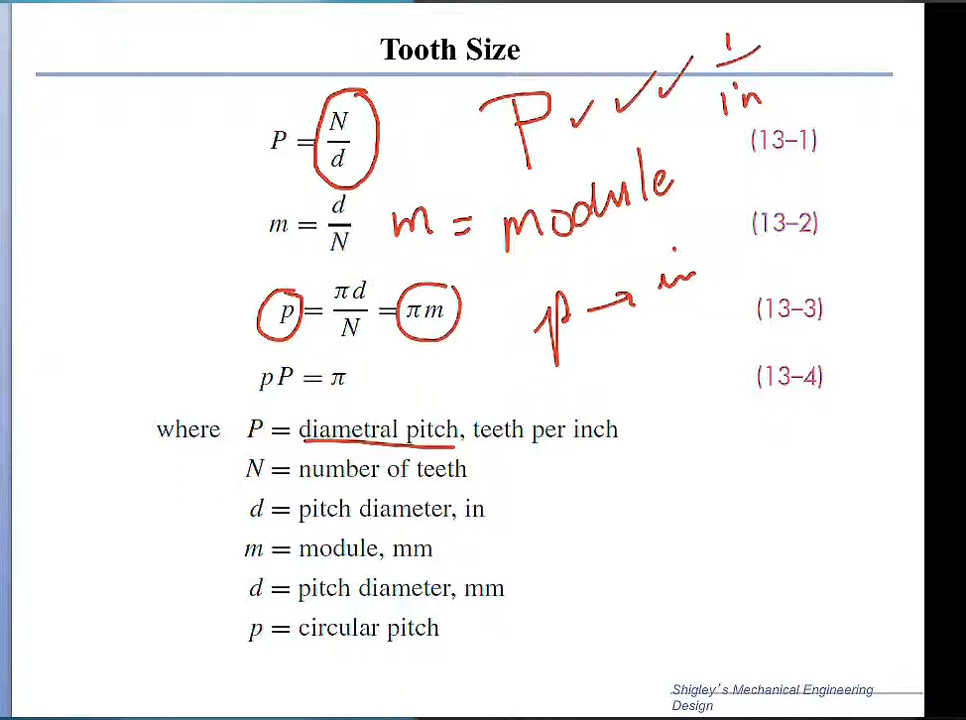 Tooth Size
P = N/d (13–1)
P ✓ ✓ ✓ 1/in
m = d/N (13–2)
m = module
p = πd/N = πm (13–3)
p → in
pP = π (13–4)
where P = diametral pitch, teeth per inch
N = number of teeth
d = pitch diameter, in
m = module, mm
d = pitch diameter, mm
p = circular pitch
Shigley's Mechanical Engineering
Design